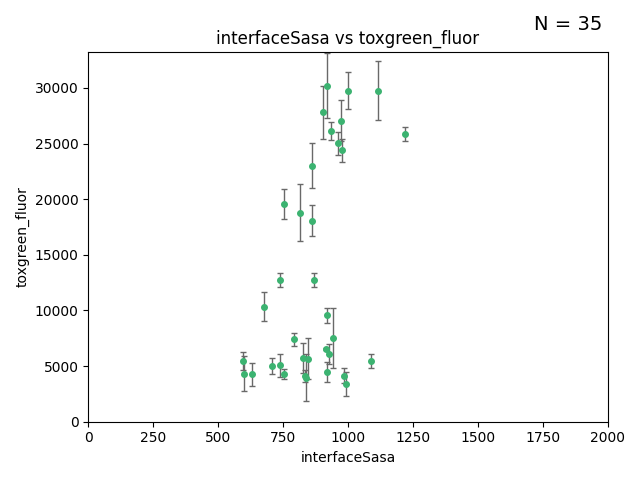 N = 35
interfaceSasa vs toxgreen_fluor
toxgreen_fluor
30000
25000
20000
15000
10000
5000
0
0 250 500 750 1000 1250 1500 1750 2000
interfaceSasa